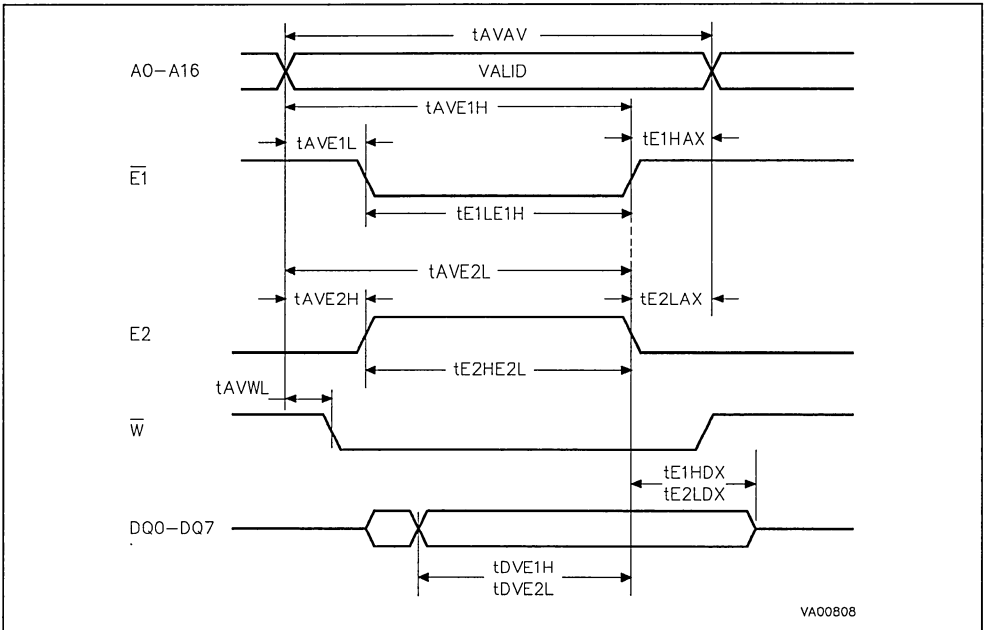 tAVAV
A0-A16
VALID
tAVE1H
tAVE1L
tE1HAX
E1
tE1LE1H
tAVE2L
tAVE2H
tE2LAX
E2
tE2HE2L
tAVWL
W
tE1HDX
tE2LDX
DQ0-DQ7
tDVE1H
tDVE2L
VA00808